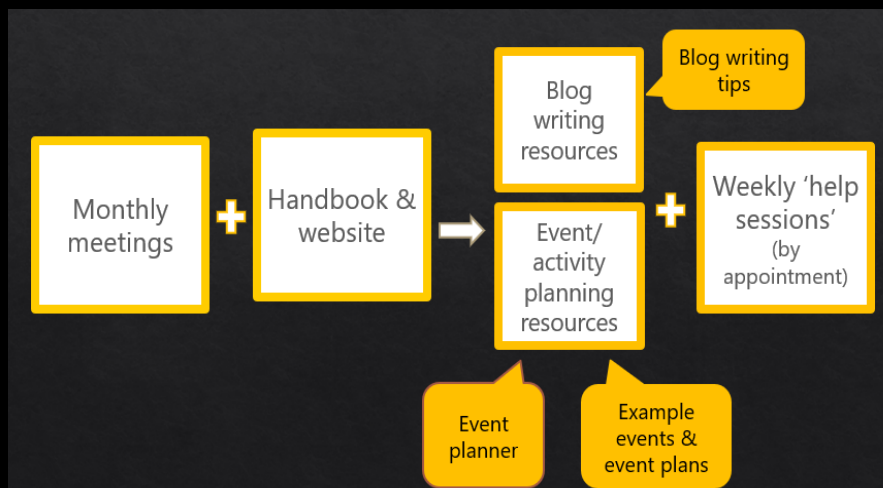 Monthly
meetings
Handbook &
website
Blog
writing
resources
Blog writing
tips
Event/
activity
planning
resources
Event
planner
Example
events &
event plans
Weekly ‘help
sessions’
(by
appointment)